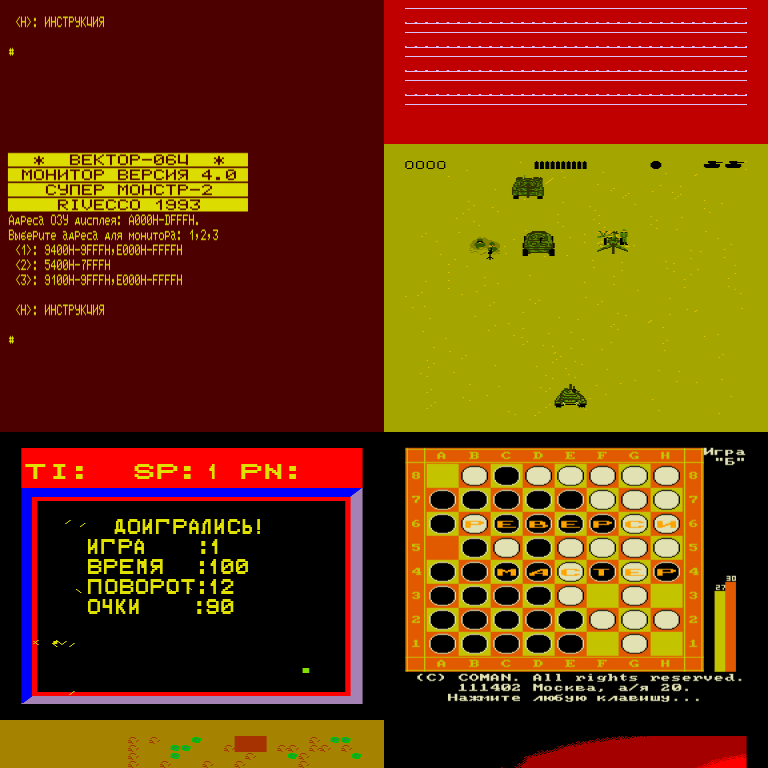 <H>: ИНСТРУКЦИЯ
#
* ВЕКТОР-06Ц *
МОНИТОР ВЕРСИЯ 4.0
СУПЕР МОНСТР-2
RIVECCO 1993
Адреса ОЗУ дисплея: A000H-DFFFH.
Выберите адреса для монитора: 1,2,3
<1>: 9400H-9FFFH,E000H-FFFFH
<2>: 5400H-7FFFH
<3>: 9100H-9FFFH,E000H-FFFFH
<H>: ИНСТРУКЦИЯ
#
0000
TI: SP: 1 PN:
ДОИГРАЛИСЬ!
ИГРА :1
ВРЕМЯ :100
ПОВОРОТ:12
ОЧКИ :90
Игра
"Б"
A B C D E F G H
8 8
7 7
6 РЕВЕРСИ 6
5 5
4 МАСТЕР 4
3 3
2 2
1 1
A B C D E F G H
27 30
(C) COMAN. All rights reserved.
111402 Москва, а/я 20.
Нажмите любую клавишу...